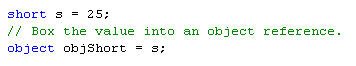 short s = 25;
// Box the value into an object reference.
object objShort = s;